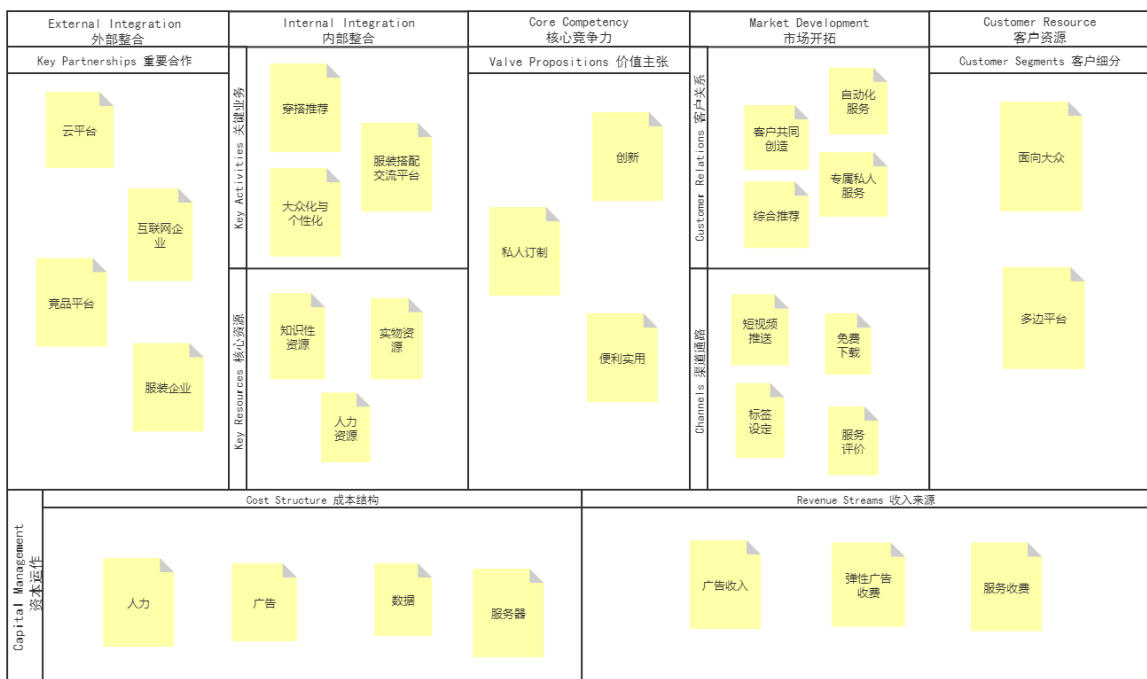 External Integration
外部整合
Internal Integration
内部整合
Core Competency
核心竞争力
Market Development
市场开拓
Customer Resource
客户资源
Key Partnerships 重要合作
云平台
互联网企
业
竞品平台
服装企业
Key Activities 关键业务
穿搭推荐
服装搭配
交流平台
大众化与
个性化
Key Resources 核心资源
知识性
资源
实物资
源
人力
资源
Valve Propositions 价值主张
创新
私人订制
便利实用
Customer Relations 客户关系
自动化
服务
客户共同
创造
专属私人
服务
综合推荐
Channels 渠道通路
短视频
推送
免费
下载
标签
设定
服务
评价
Customer Segments 客户细分
面向大众
多边平台
Capital Management
资本运作
Cost Structure 成本结构
人力
广告
数据
服务器
Revenue Streams 收入来源
广告收入
弹性广告
收费
服务收费